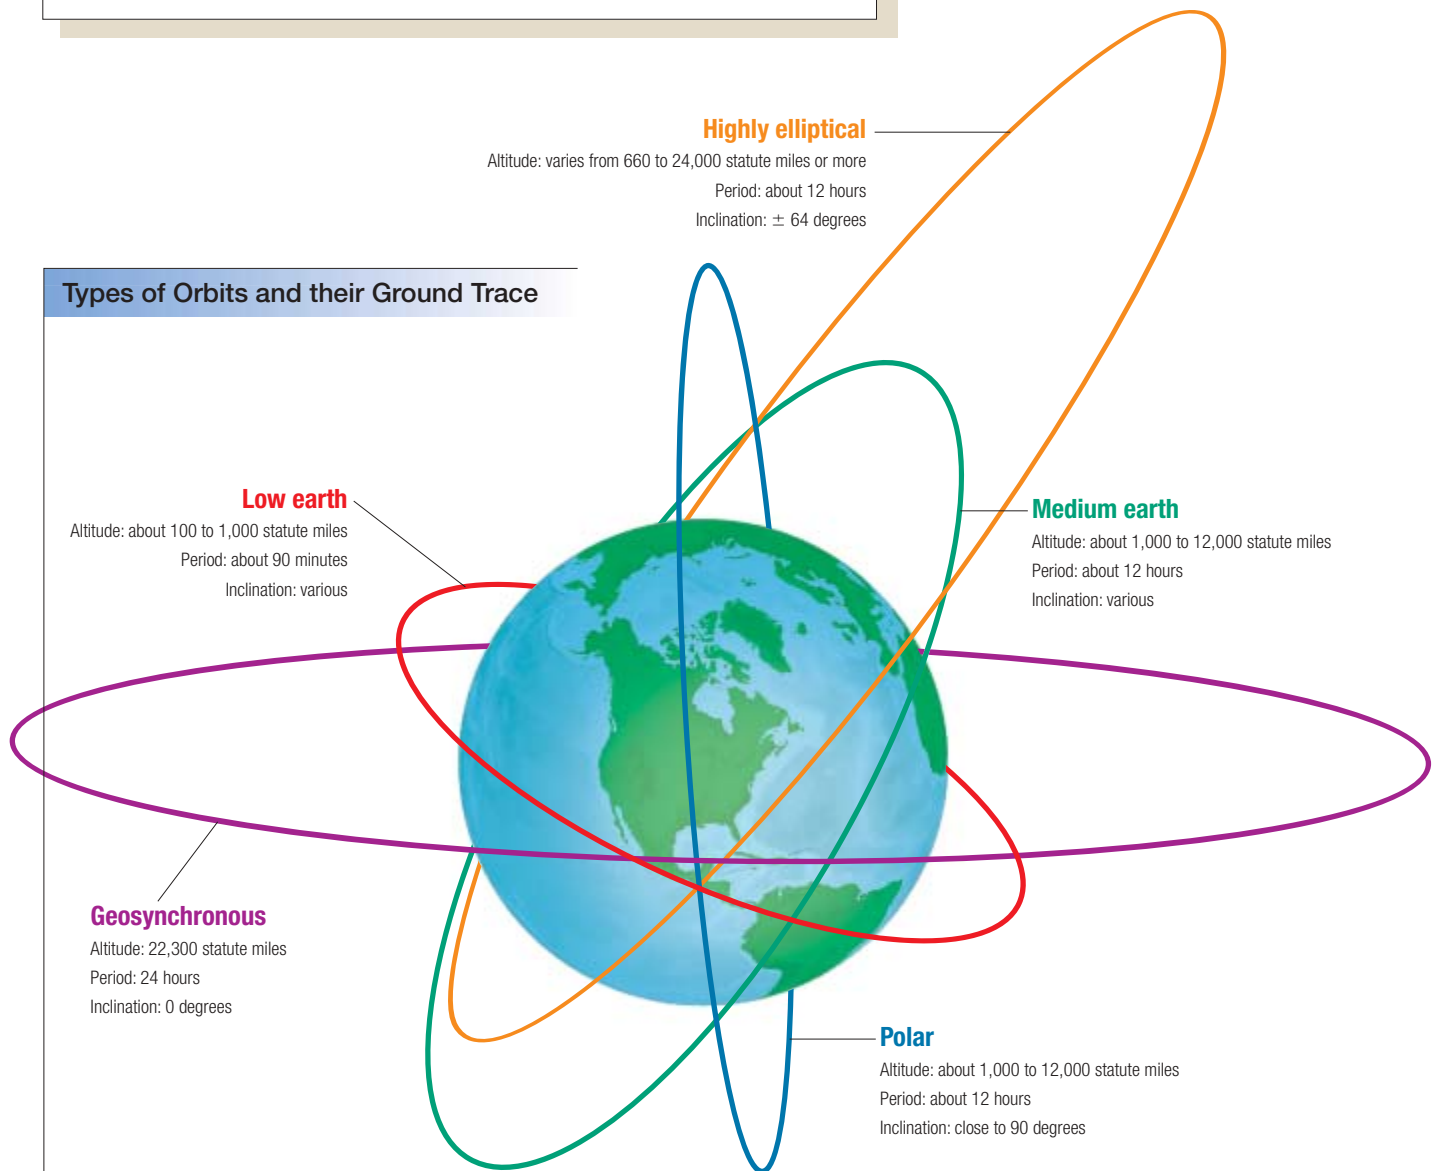 Highly elliptical
Altitude: varies from 660 to 24,000 statute miles or more
Period: about 12 hours
Inclination: ± 64 degrees
Types of Orbits and their Ground Trace
Low earth
Altitude: about 100 to 1,000 statute miles
Period: about 90 minutes
Inclination: various
Medium earth
Altitude: about 1,000 to 12,000 statute miles
Period: about 12 hours
Inclination: various
Geosynchronous
Altitude: 22,300 statute miles
Period: 24 hours
Inclination: 0 degrees
Polar
Altitude: about 1,000 to 12,000 statute miles
Period: about 12 hours
Inclination: close to 90 degrees